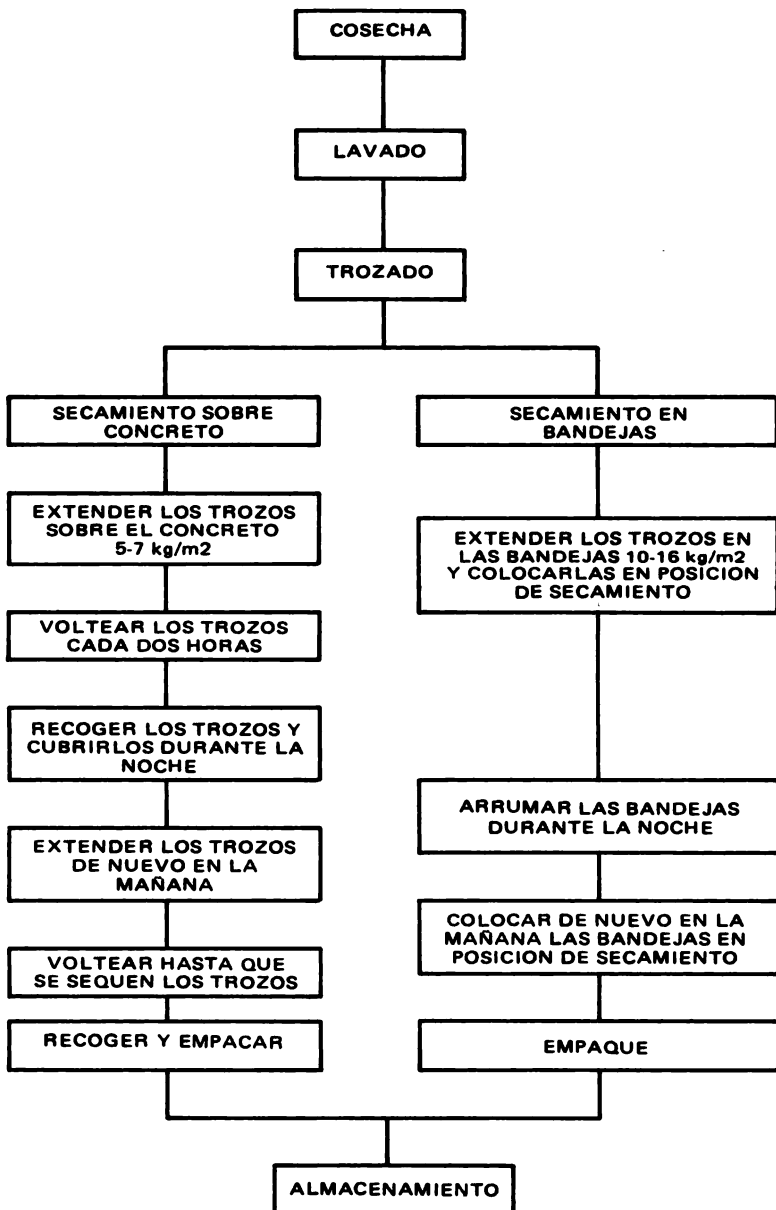 COSECHA
LAVADO
TROZADO
SECAMIENTO SOBRE
CONCRETO
EXTENDER LOS TROZOS
SOBRE EL CONCRETO
5-7 kg/m2
VOLTEAR LOS TROZOS
CADA DOS HORAS
RECOGER LOS TROZOS Y
CUBRIRLOS DURANTE LA
NOCHE
EXTENDER LOS TROZOS
DE NUEVO EN LA
MAÑANA
VOLTEAR HASTA QUE
SE SEQUEN LOS TROZOS
RECOGER Y EMPACAR
SECAMIENTO EN
BANDEJAS
EXTENDER LOS TROZOS EN
LAS BANDEJAS 10-16 kg/m2
Y COLOCARLAS EN POSICION
DE SECAMIENTO
ARRUMAR LAS BANDEJAS
DURANTE LA NOCHE
COLOCAR DE NUEVO EN LA
MAÑANA LAS BANDEJAS EN
POSICION DE SECAMIENTO
EMPAQUE
ALMACENAMIENTO